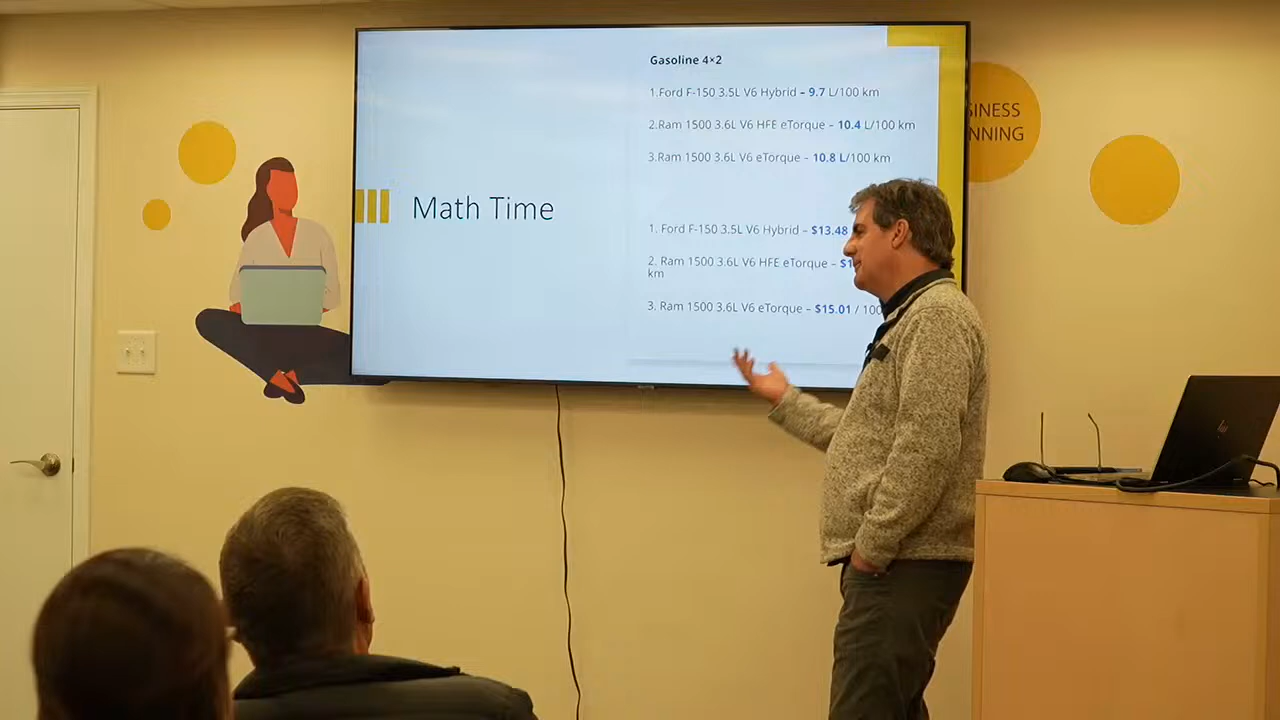 Gasoline 4×2
1.Ford F-150 3.5L V6 Hybrid – 9.7 L/100 km
2.Ram 1500 3.6L V6 HFE eTorque – 10.4 L/100 km
3.Ram 1500 3.6L V6 eTorque – 10.8 L/100 km
Math Time
1. Ford F-150 3.5L V6 Hybrid – $13.48
2. Ram 1500 3.6L V6 HFE eTorque –
km
3. Ram 1500 3.6L V6 eTorque – $15.01 / 100
hp